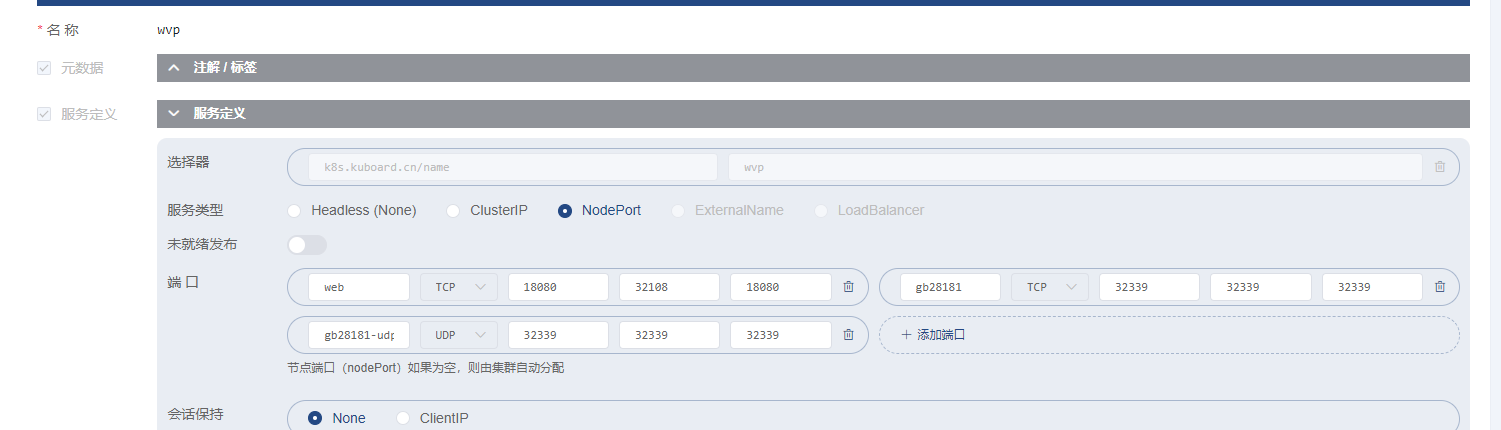 * 名 称 wvp
元数据 注解 / 标签
服务定义 服务定义
选择器 k8s.kuboard.cn/name wvp
服务类型 Headless (None) ClusterIP NodePort ExternalName LoadBalancer
未就绪发布
端 口 web TCP 18080 32108 18080 gb28181 TCP 32339 32339 32339
gb28181-udp UDP 32339 32339 32339 + 添加端口
节点端口（nodePort）如果为空，则由集群自动分配
会话保持 None ClientIP